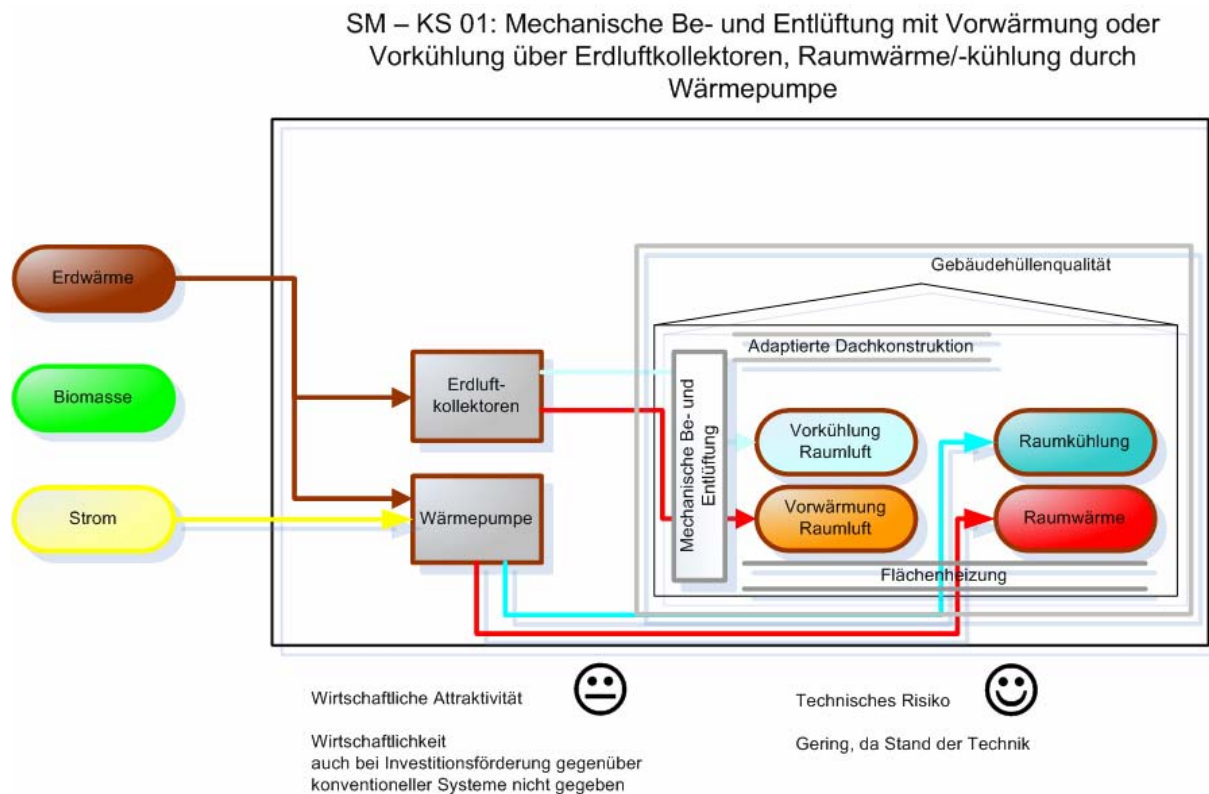 SM – KS 01: Mechanische Be- und Entlüftung mit Vorwärmung oder
Vorkühlung über Erdluftkollektoren, Raumwärme/-kühlung durch
Wärmepumpe
Erdwärme
Biomasse
Strom
Erdluft-
kollektoren
Wärmepumpe
Gebäudehüllenqualität
Adaptierte Dachkonstruktion
Mechanische Be- und
Entlüftung
Vorkühlung
Raumluft
Vorwärmung
Raumluft
Raumkühlung
Raumwärme
Flächenheizung
Wirtschaftliche Attraktivität
Wirtschaftlichkeit
auch bei Investitionsförderung gegenüber
konventioneller Systeme nicht gegeben
Technisches Risiko
Gering, da Stand der Technik